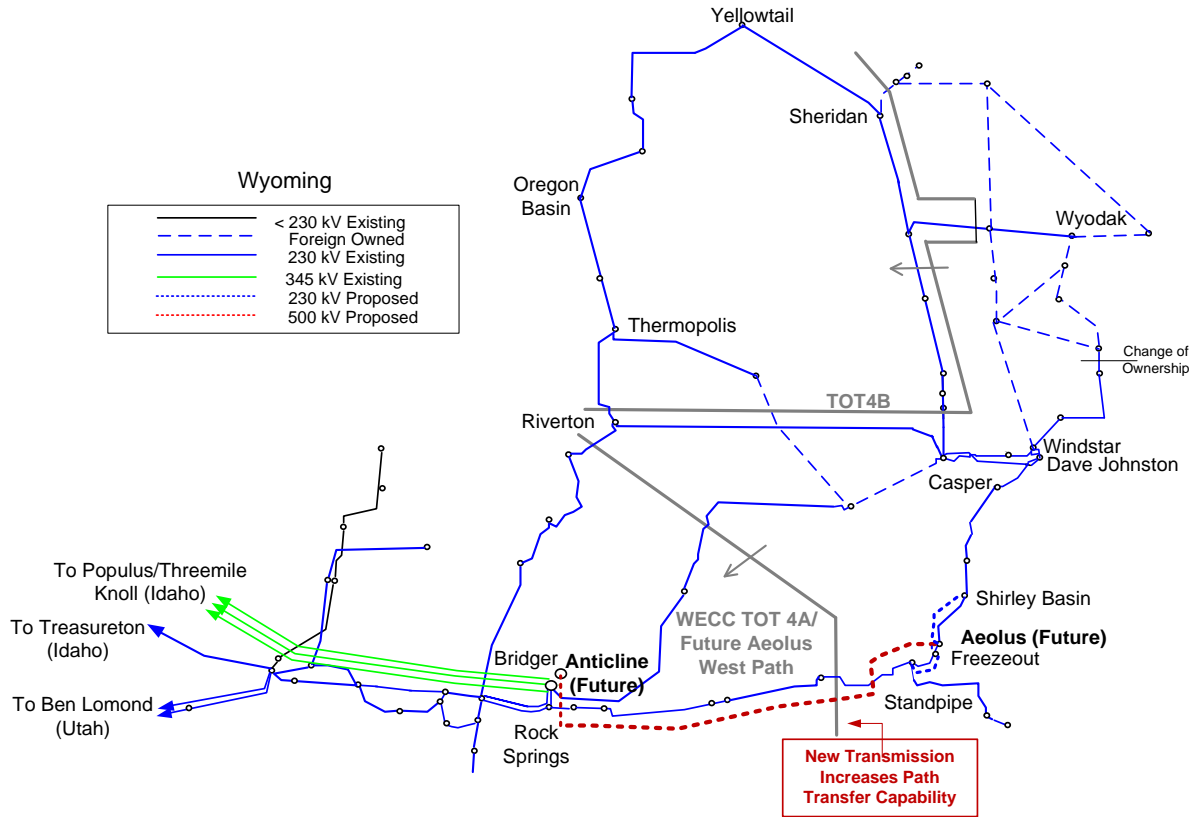 Yellowtail
Sheridan
Wyoming
Oregon
Basin
< 230 kV Existing
Foreign Owned
230 kV Existing
345 kV Existing
230 kV Proposed
500 kV Proposed
Wyodak
Thermopolis
Change of
Ownership
TOT4B
Riverton
Windstar
Dave Johnston
Casper
To Populus/Threemile
Knoll (Idaho)
Shirley Basin
To Treasureton
(Idaho)
WECC TOT 4A/
Future Aeolus
West Path
Aeolus (Future)
Freezeout
Bridger
Anticline
(Future)
Standpipe
To Ben Lomond
(Utah)
Rock
Springs
New Transmission
Increases Path
Transfer Capability